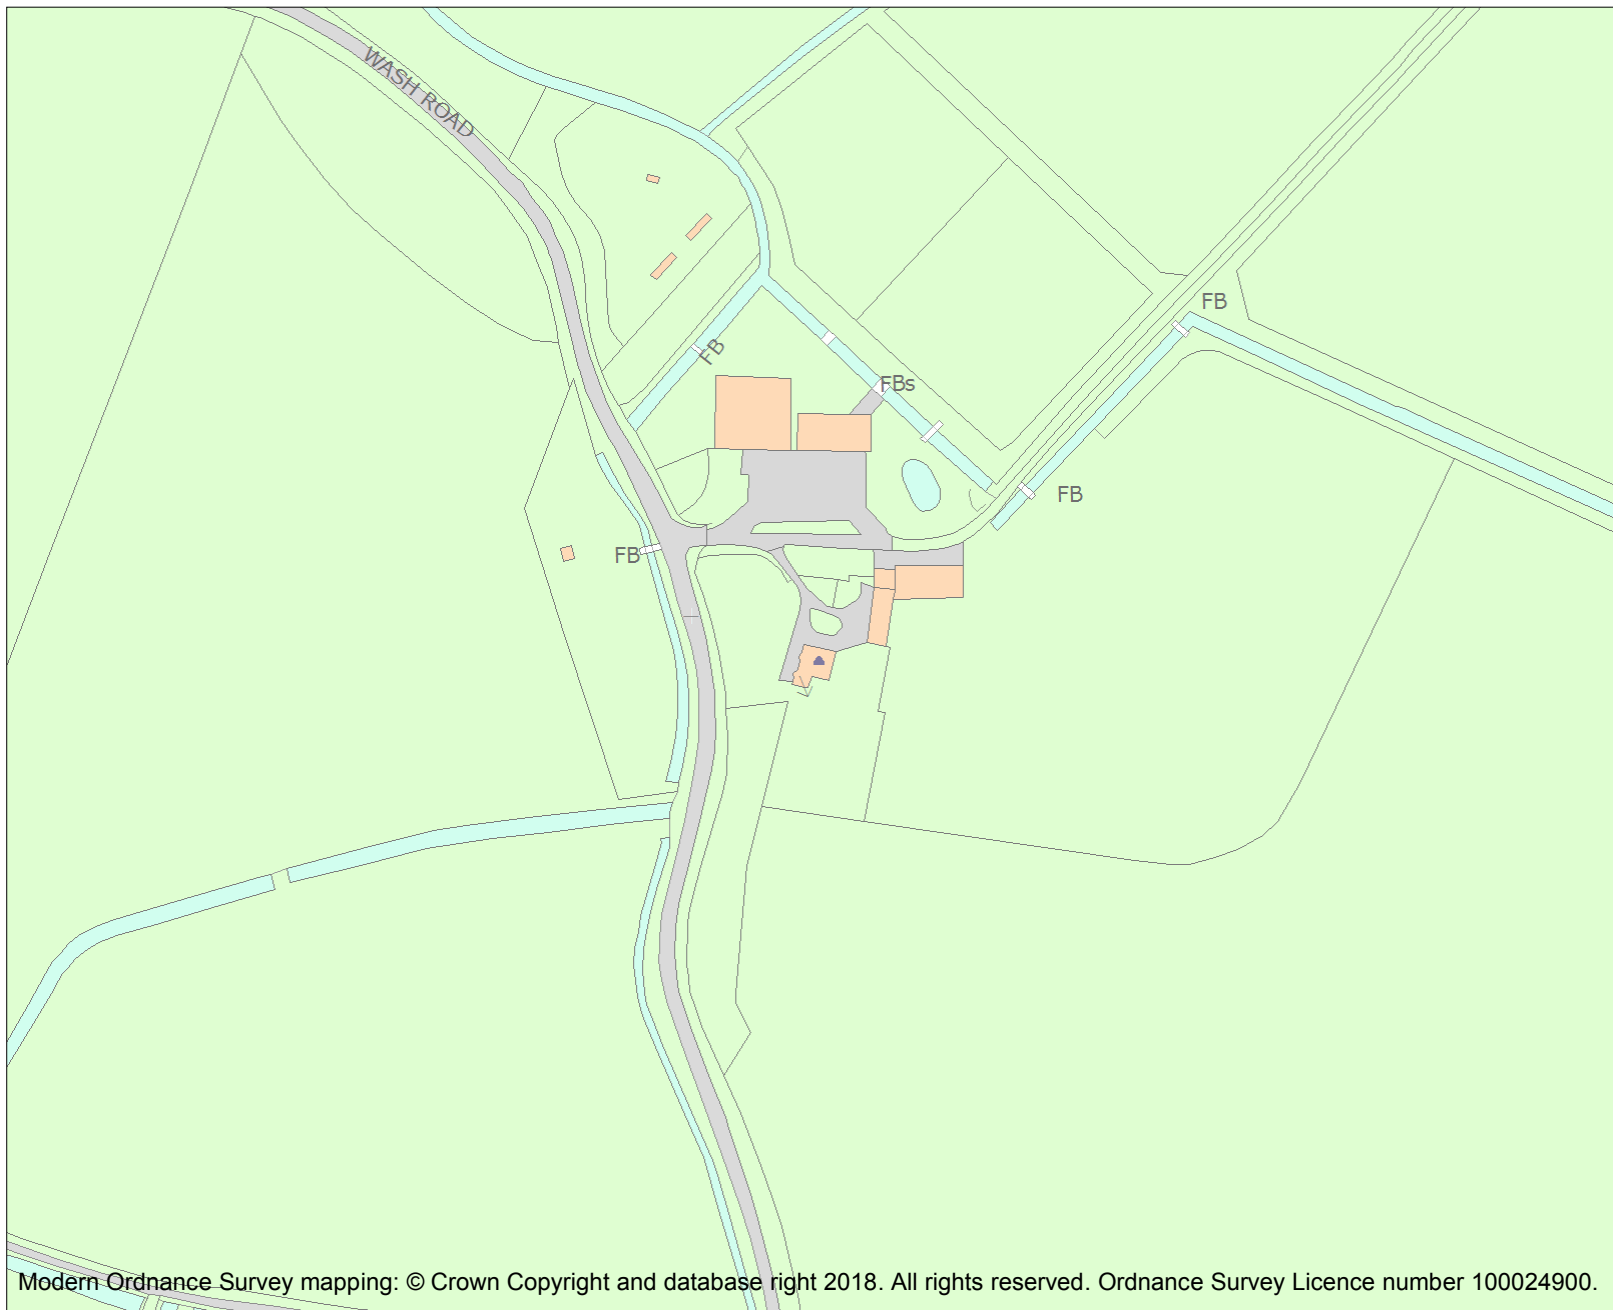 WASH ROAD
FB
FB
FBs
FB
FB
Modern Ordnance Survey mapping: © Crown Copyright and database right 2018. All rights reserved. Ordnance Survey Licence number 100024900.